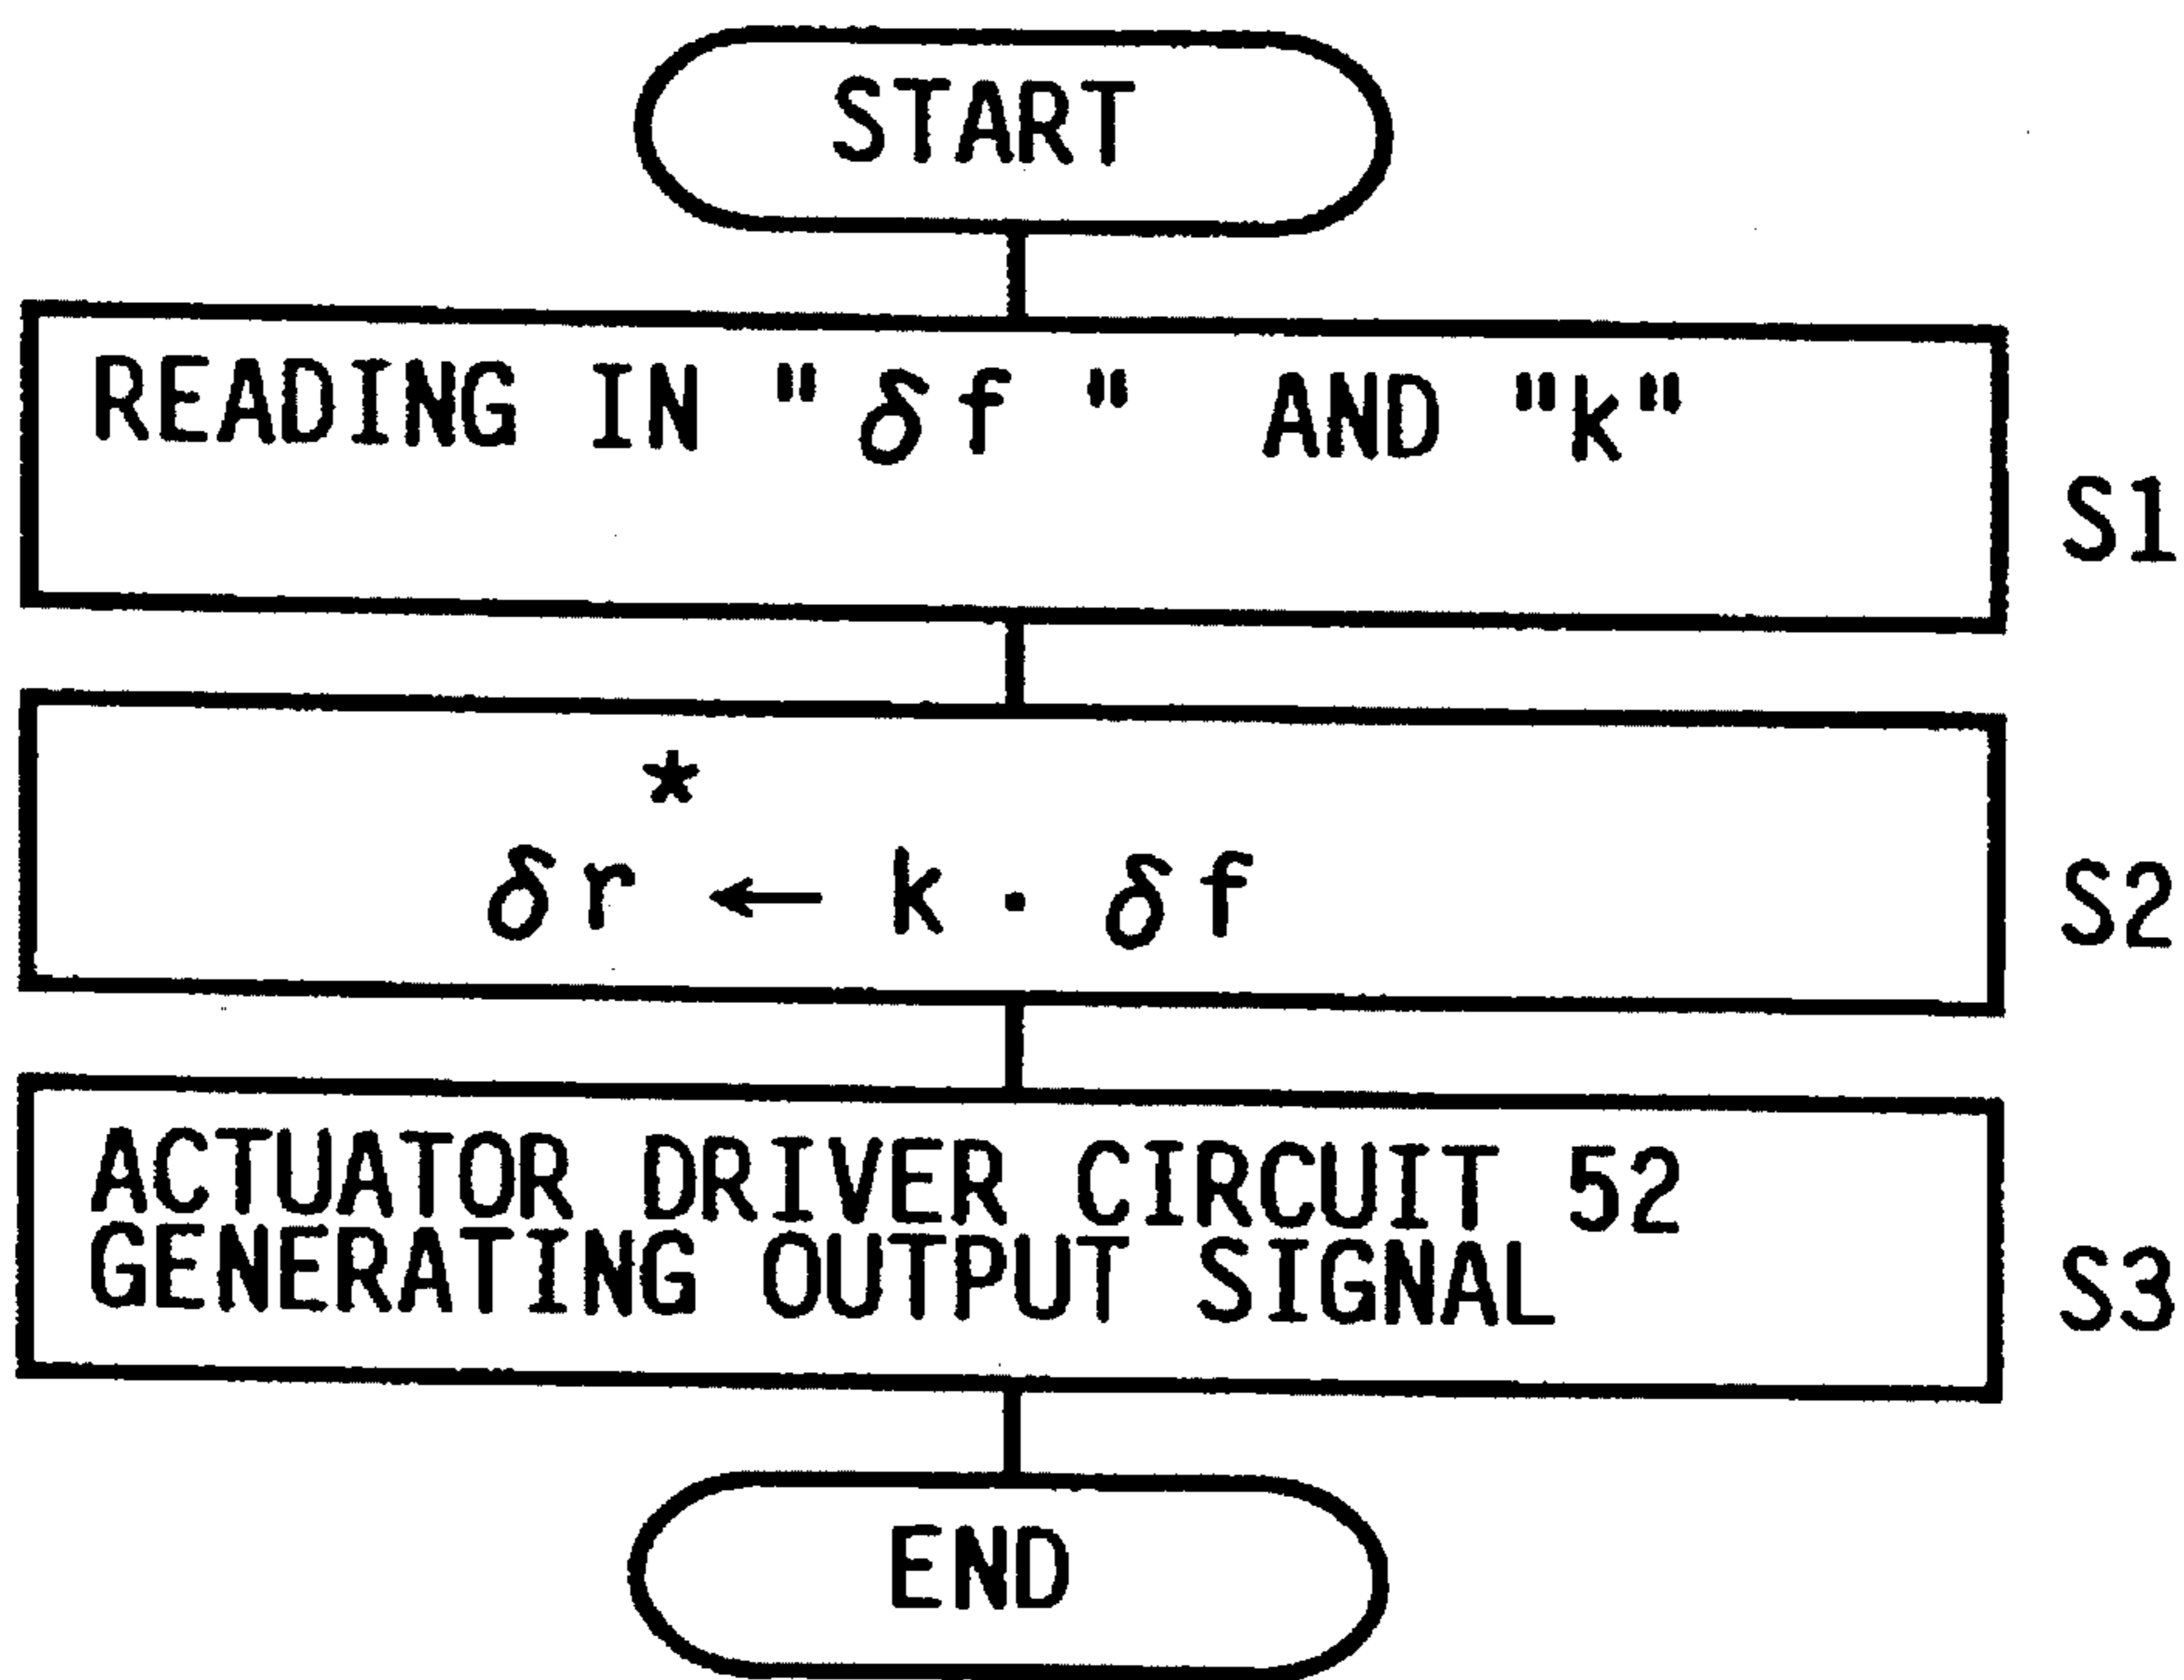 START
READING IN " δf " AND "k"
S1
*
δr ← k · δf
S2
ACTUATOR DRIVER CIRCUIT 52
GENERATING OUTPUT SIGNAL
S3
END